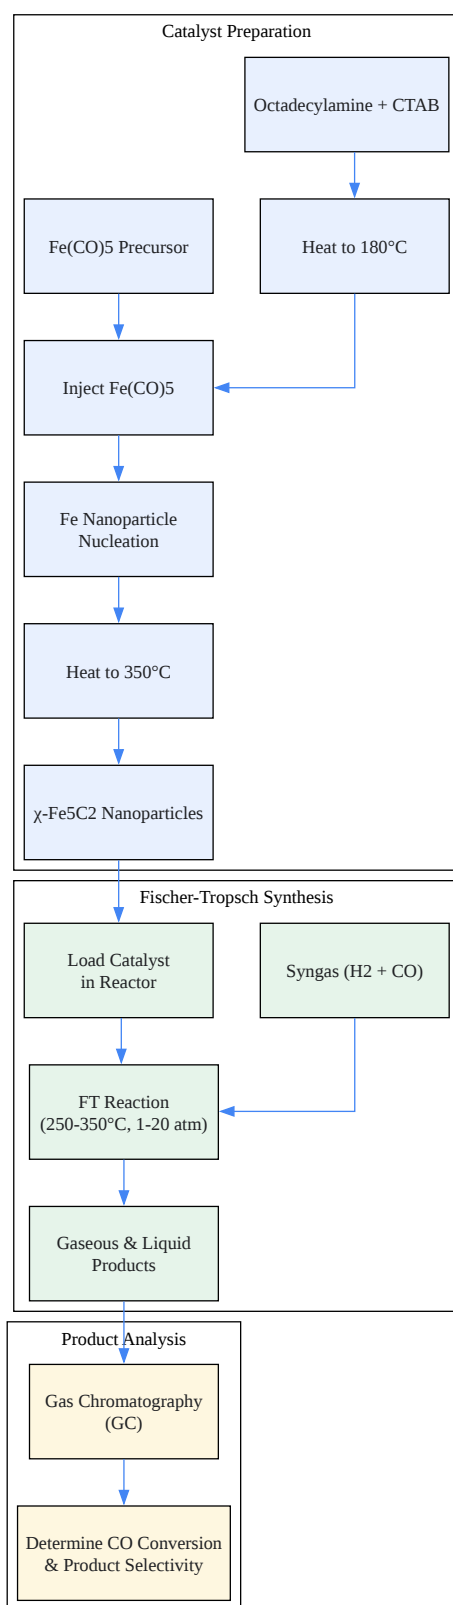 Catalyst Preparation
Octadecylamine + CTAB
Fe(CO)5 Precursor
Heat to 180°C
Inject Fe(CO)5
Fe Nanoparticle
Nucleation
Heat to 350°C
χ-Fe5C2 Nanoparticles
Fischer-Tropsch Synthesis
Load Catalyst
in Reactor
Syngas (H2 + CO)
FT Reaction
(250-350°C, 1-20 atm)
Gaseous & Liquid
Products
Product Analysis
Gas Chromatography
(GC)
Determine CO Conversion
& Product Selectivity